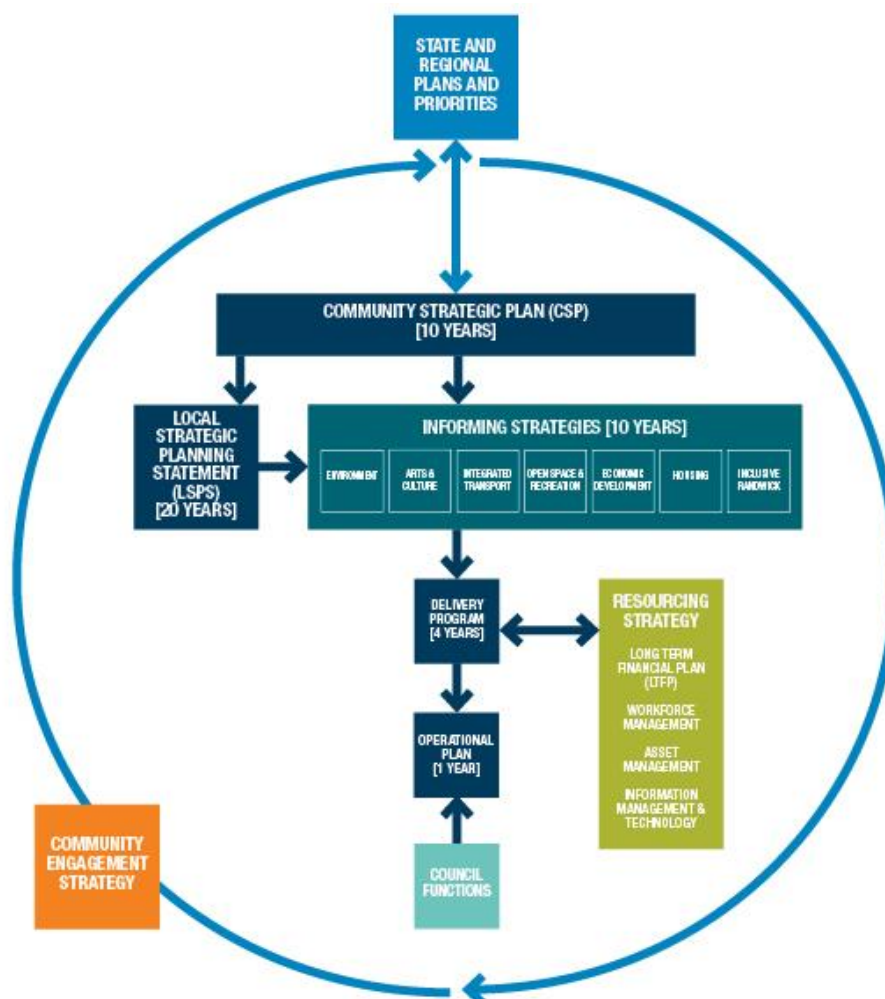 STATE AND
REGIONAL
PLANS AND
PRIORITIES
COMMUNITY STRATEGIC PLAN (CSP)
[10 YEARS]
LOCAL
STRATEGIC
PLANNING
STATEMENT
(LSPS)
[20 YEARS]
INFORMING STRATEGIES [10 YEARS]
ENVIRONMENT
ARTS &
CULTURE
INTEGRATED
TRANSPORT
OPEN SPACE &
RECREATION
ECONOMIC
DEVELOPMENT
HOUSING
INCLUSIVE
RANDWICK
DELIVERY
PROGRAM
[4 YEARS]
RESOURCING
STRATEGY
LONG TERM
FINANCIAL PLAN
(LTFP)
WORKFORCE
MANAGEMENT
ASSET
MANAGEMENT
INFORMATION
MANAGEMENT &
TECHNOLOGY
OPERATIONAL
PLAN
[1 YEAR]
COMMUNITY
ENGAGEMENT
STRATEGY
COUNCIL
FUNCTIONS